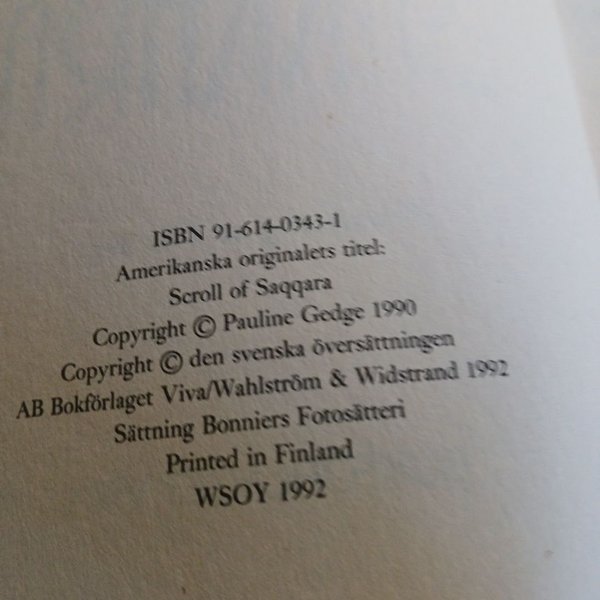 ISBN 91-614-0343-1
Amerikanska originalets titel:
Scroll of Saqqara
Copyright © Pauline Gedge 1990
Copyright © den svenska översättningen
AB Bokförlaget Viva/Wahlström & Widstrand 1992
Sättning Bonniers Fotosätteri
Printed in Finland
WSOY 1992